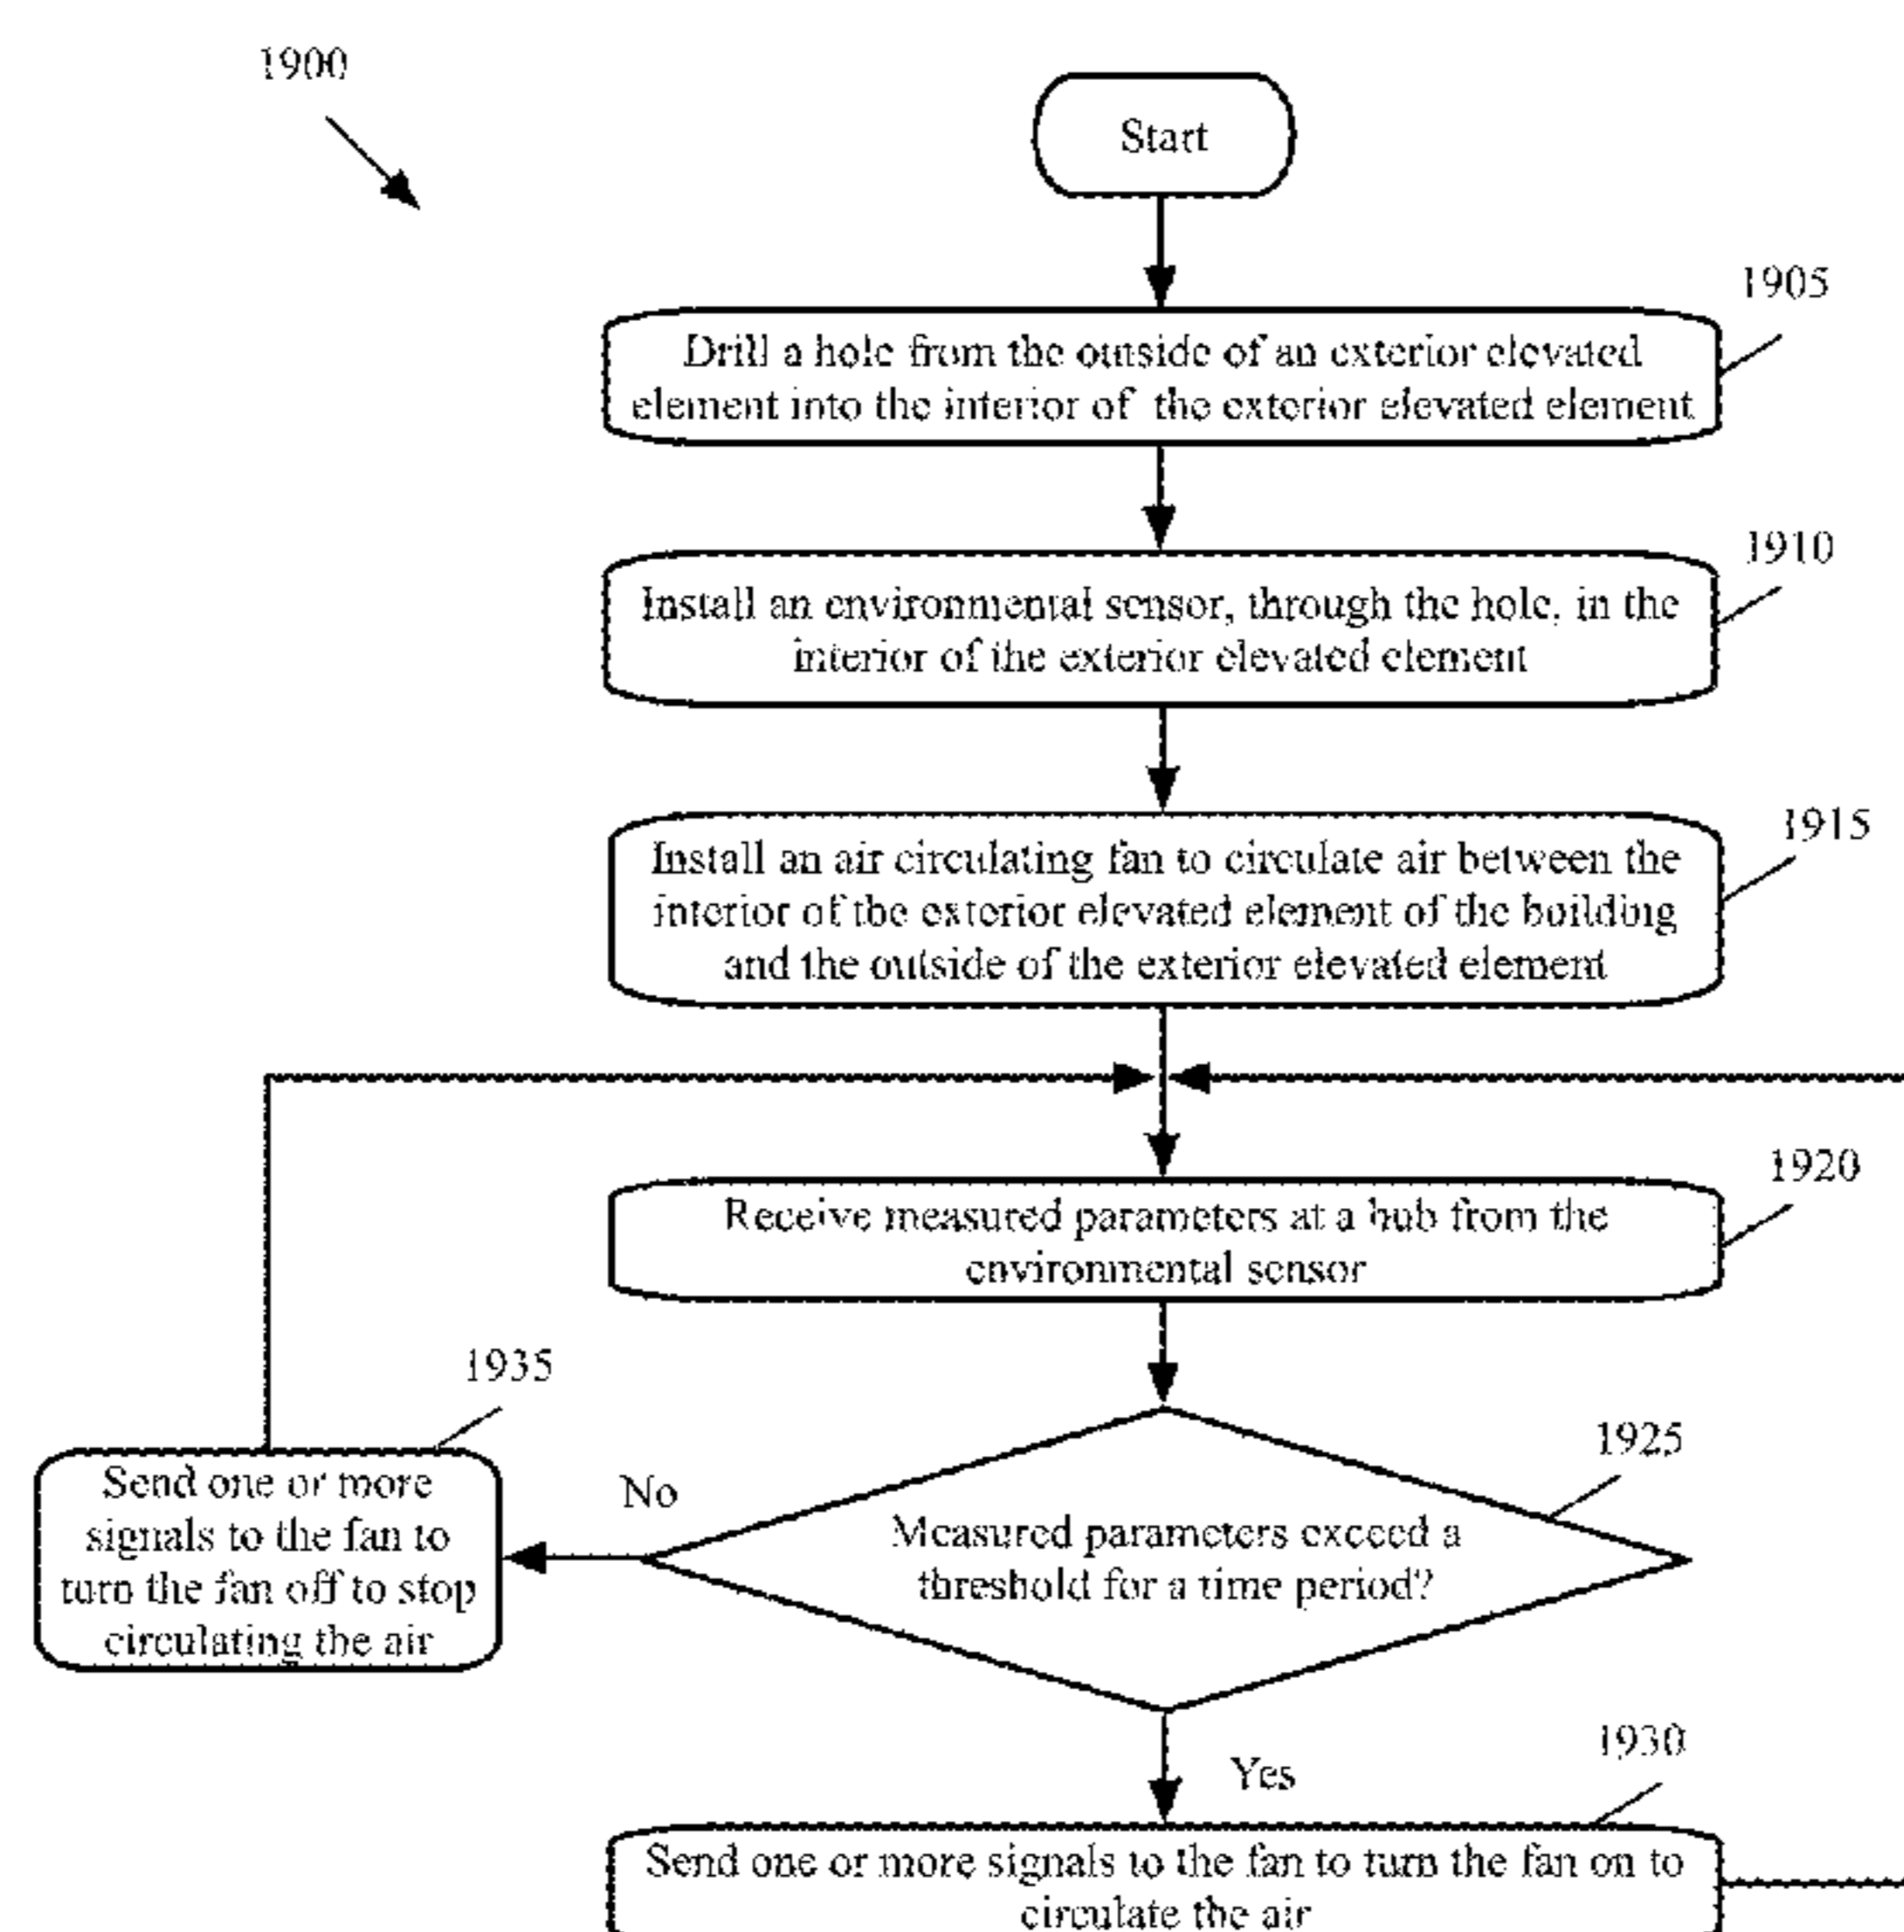 1900
Start
1905
Drill a hole from the outside of an exterior elevated
element into the interior of the exterior elevated element
1910
Install an environmental sensor, through the hole, in the
interior of the exterior elevated element
1915
Install an air circulating fan to circulate air between the
interior of the exterior elevated element of the building
and the outside of the exterior elevated element
1920
Receive measured parameters at a hub from the
environmental sensor
1935
Send one or more
signals to the fan to
turn the fan off to stop
circulating the air
No
1925
Measured parameters exceed a
threshold for a time period?
Yes
1930
Send one or more signals to the fan to turn the fan on to
circulate the air